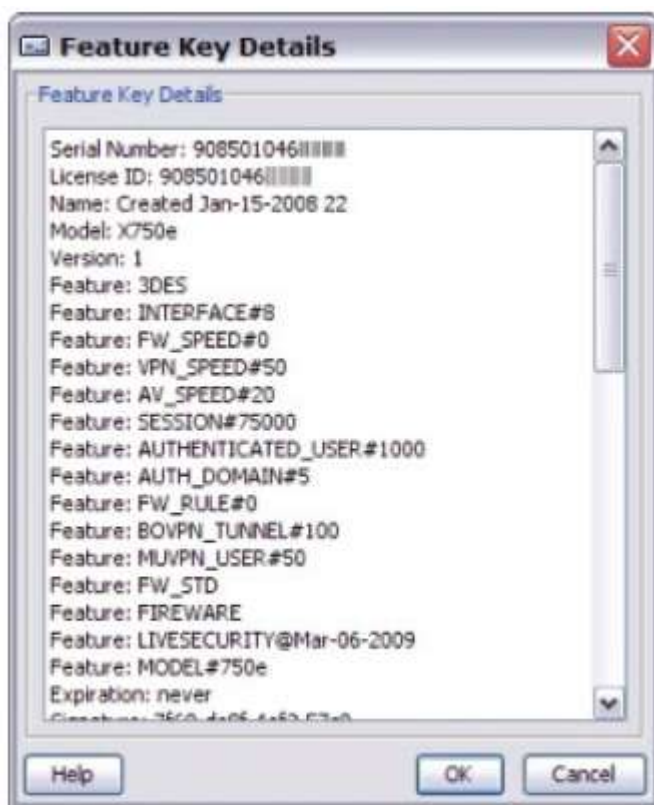 Feature Key Details
Feature Key Details
Serial Number: 908501046
License ID: 908501046
Name: Created Jan-15-2008 22
Model: X750e
Version: 1
Feature: 3DES
Feature: INTERFACE#8
Feature: FW_SPEED#0
Feature: VPN_SPEED#50
Feature: AV_SPEED#20
Feature: SESSION#75000
Feature: AUTHENTICATED_USER#1000
Feature: AUTH_DOMAIN#5
Feature: FW_RULE#0
Feature: BOVPN_TUNNEL#100
Feature: MUVPN_USER#50
Feature: FW_STD
Feature: FIREWARE
Feature: LIVESECURITY@Mar-06-2009
Feature: MODEL#750e
Expiration: never
Help OK Cancel